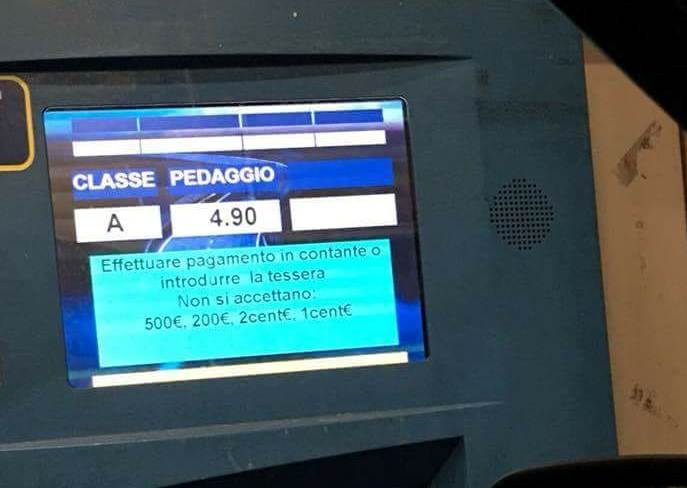 CLASSE PEDAGGIO
A 4.90
Effettuare pagamento in contante o
introdurre la tessera
Non si accettano:
500€, 200€, 2cent€, 1cent€